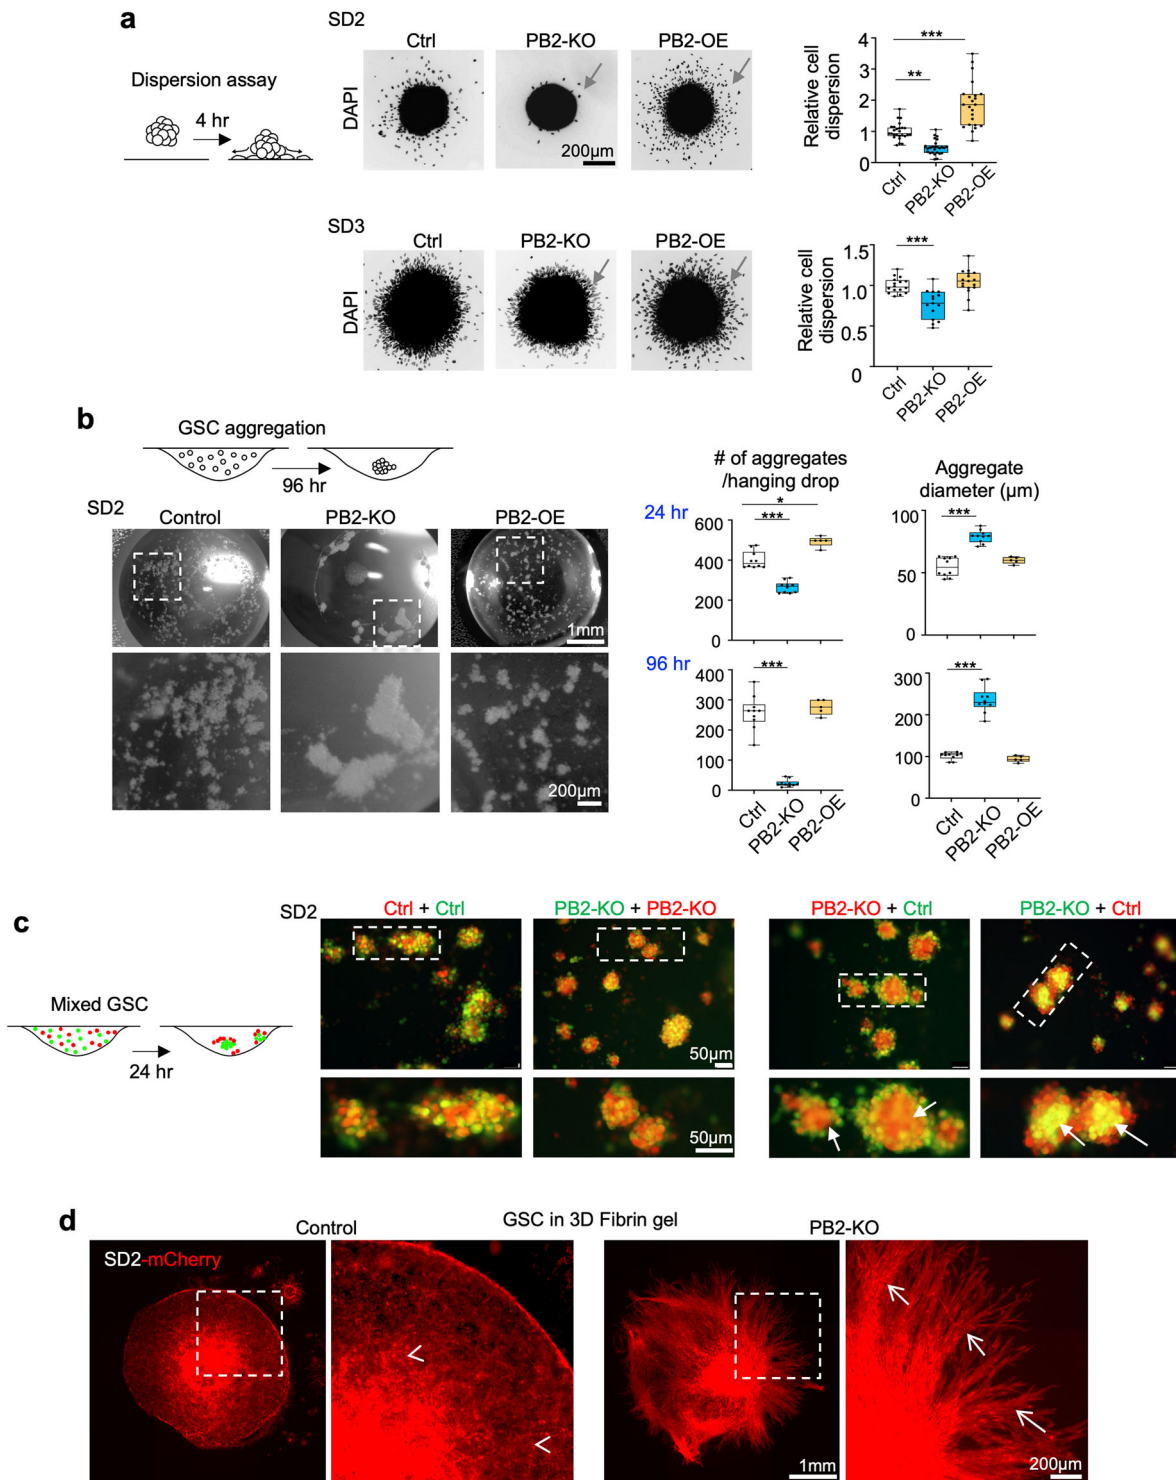 a
SD2
Ctrl
PB2-KO
PB2-OE
Dispersion assay
4 hr
DAPI
200µm
Relative cell
dispersion
4
3
2
1
0
***
**
Ctrl
PB2-KO
PB2-OE
SD3
Ctrl
PB2-KO
PB2-OE
DAPI
Relative cell
dispersion
1.5
1.0
0.5
0
***
Ctrl
PB2-KO
PB2-OE
b
GSC aggregation
96 hr
SD2
Control
PB2-KO
PB2-OE
1mm
200µm
# of aggregates
/hanging drop
Aggregate
diameter (µm)
24 hr
600
400
200
0
*
***
100
50
0
***
96 hr
400
300
200
100
0
***
300
200
100
0
***
Ctrl
PB2-KO
PB2-OE
Ctrl
PB2-KO
PB2-OE
c
SD2
Ctrl + Ctrl
PB2-KO + PB2-KO
PB2-KO + Ctrl
PB2-KO + Ctrl
Mixed GSC
24 hr
50µm
50µm
d
GSC in 3D Fibrin gel
Control
PB2-KO
SD2-mCherry
1mm
200µm